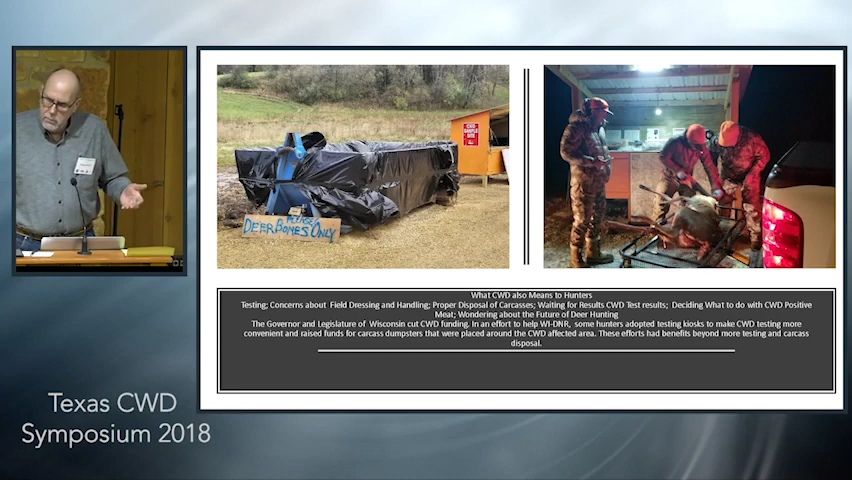 CWD
SAMPLE
SITE
PLEASE
DEER BONES ONLY
What CWD also Means to Hunters
Testing; Concerns about Field Dressing and Handling; Proper Disposal of Carcasses; Waiting for Results CWD Test results; Deciding What to do with CWD Positive
Meat; Wondering about the Future of Deer Hunting
The Governor and Legislature of Wisconsin cut CWD funding. In an effort to help WI-DNR, some hunters adopted testing kiosks to make CWD testing more
convenient and raised funds for carcass dumpsters that were placed around the CWD affected area. These efforts had benefits beyond more testing and carcass
disposal.
Texas CWD
Symposium 2018